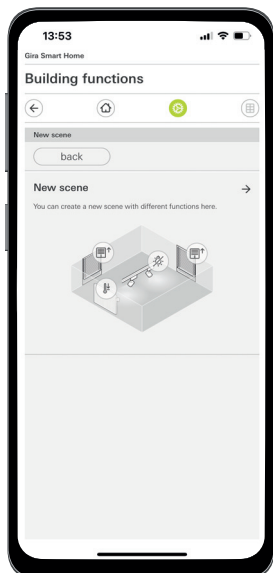 13:53
Gira Smart Home
Building functions
New scene
back
New scene
You can create a new scene with different functions here.